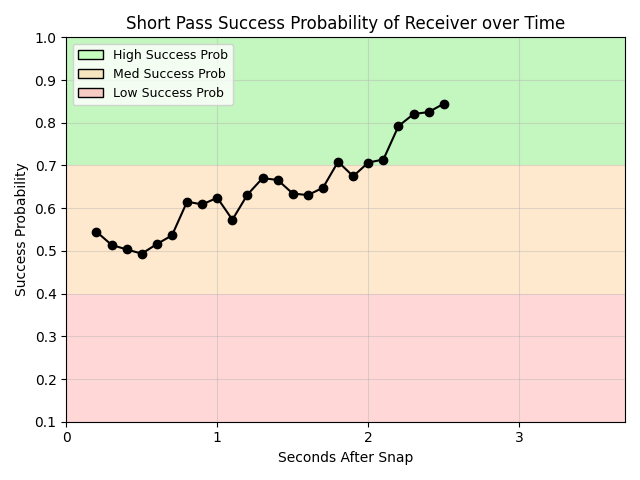 Short Pass Success Probability of Receiver over Time
1.0
High Success Prob
Med Success Prob
Low Success Prob
0.9
0.8
0.7
0.6
0.5
0.4
0.3
0.2
0.1
Success Probability
0 1 2 3
Seconds After Snap